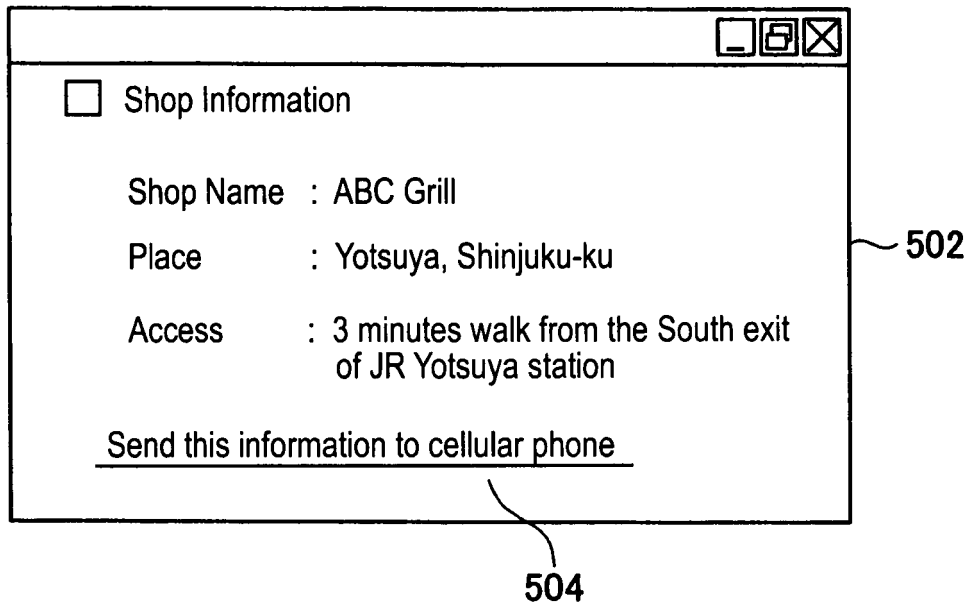 Shop Information
Shop Name : ABC Grill
Place : Yotsuya, Shinjuku-ku
Access : 3 minutes walk from the South exit
of JR Yotsuya station
Send this information to cellular phone
502
504